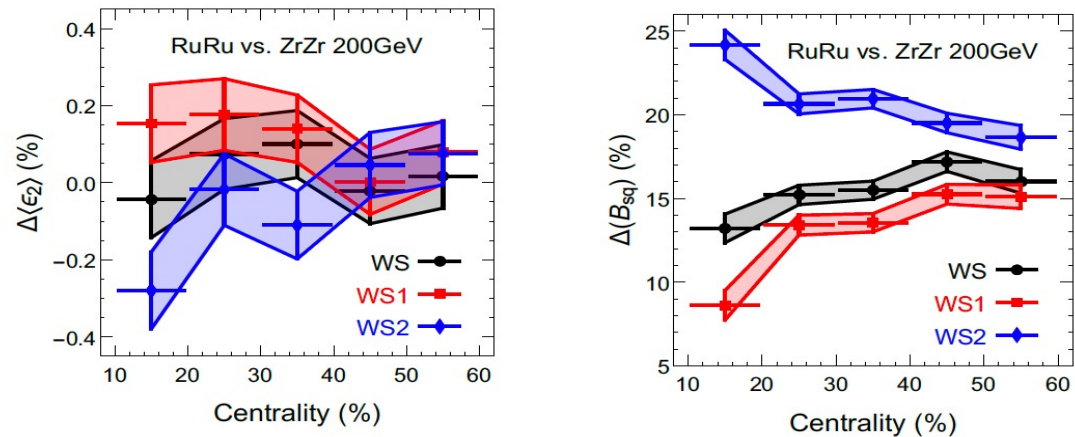 RuRu vs. ZrZr 200GeV
Δ⟨ϵ₂⟩ (%)
0.4
0.2
0.0
−0.2
−0.4
WS
WS1
WS2
10 20 30 40 50 60
Centrality (%)
RuRu vs. ZrZr 200GeV
Δ(B_sq) (%)
25
20
15
10
5
WS
WS1
WS2
10 20 30 40 50 60
Centrality (%)